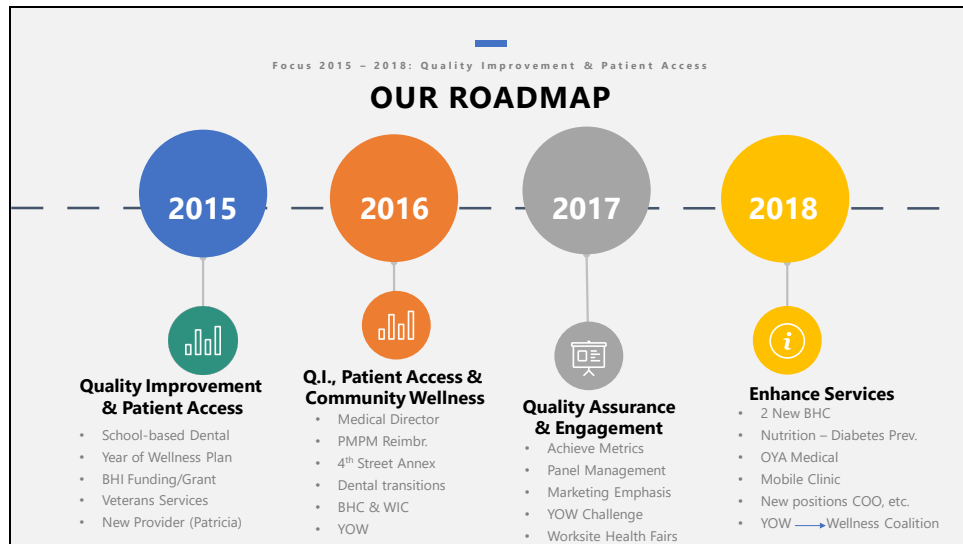 Focus 2015 – 2018: Quality Improvement & Patient Access
OUR ROADMAP
2015
2016
2017
2018
Quality Improvement
& Patient Access
• School-based Dental
• Year of Wellness Plan
• BHI Funding/Grant
• Veterans Services
• New Provider (Patricia)
Q.I., Patient Access &
Community Wellness
• Medical Director
• PMPM Reimbr.
• 4th Street Annex
• Dental transitions
• BHC & WIC
• YOW
Quality Assurance
& Engagement
• Achieve Metrics
• Panel Management
• Marketing Emphasis
• YOW Challenge
• Worksite Health Fairs
i
Enhance Services
• 2 New BHC
• Nutrition – Diabetes Prev.
• OYA Medical
• Mobile Clinic
• New positions COO, etc.
• YOW → Wellness Coalition